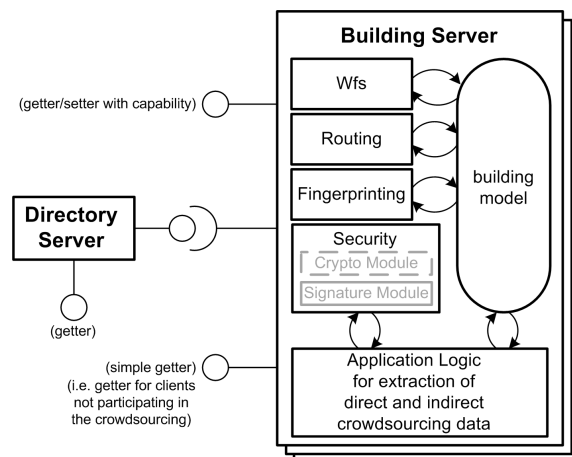 Building Server
Wfs
(getter/setter with capability)
Routing
building
model
Fingerprinting
Directory
Server
Security
Crypto Module
Signature Module
(getter)
(simple getter)
(i.e. getter for clients
not participating in
the crowdsourcing)
Application Logic
for extraction of
direct and indirect
crowdsourcing data